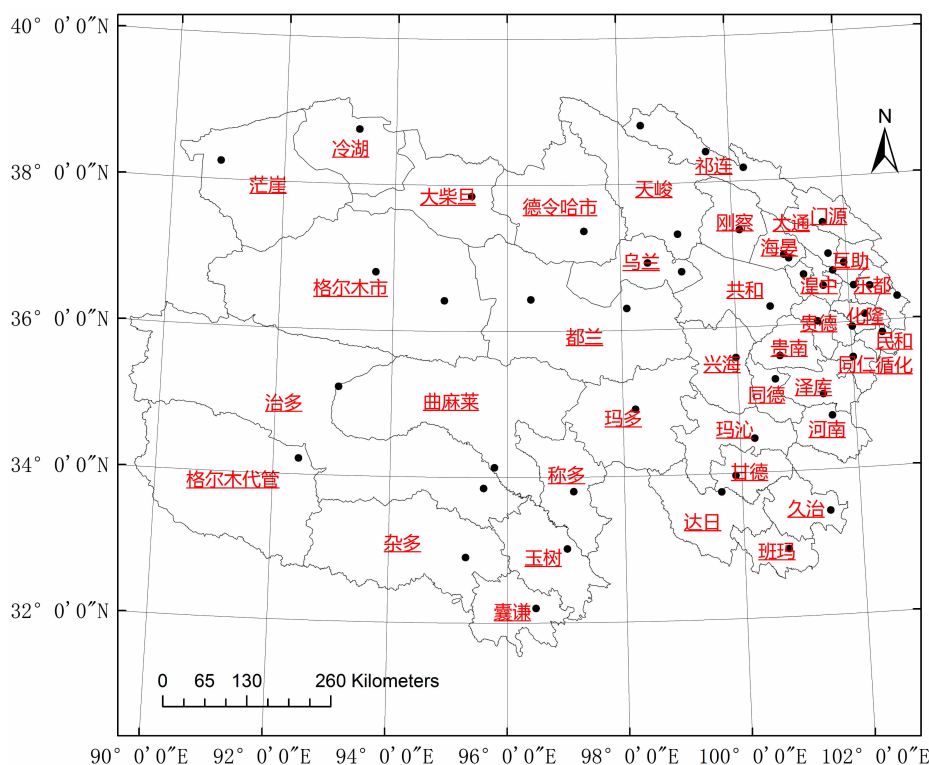 40° 0′0″N
N
冷湖
祁连
38° 0′0″N
茫崖
大柴旦
天峻
德令哈市
刚察
大通
门源
海晏
互助
乌兰
格尔木市
共和
湟中
乐都
36° 0′0″N
都兰
贵德
化隆
民和
兴海
贵南
同仁
循化
治多
曲麻莱
玛多
同德
泽库
玛沁
河南
34° 0′0″N
格尔木代管
称多
甘德
达日
久治
杂多
玉树
班玛
32° 0′0″N
囊谦
0 65 130 260 Kilometers
90° 0′0″E 92° 0′0″E 94° 0′0″E 96° 0′0″E 98° 0′0″E 100° 0′0″E 102° 0′0″E